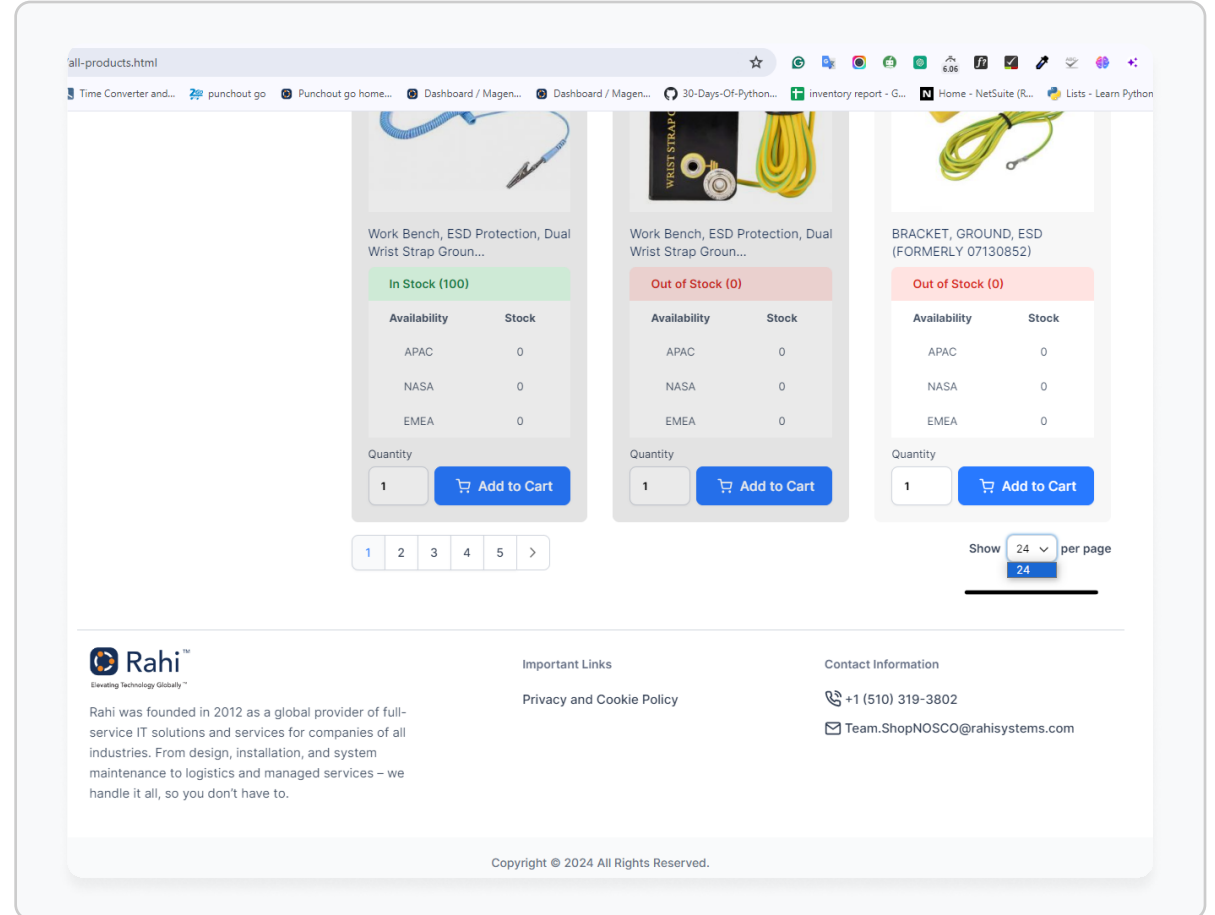 all-products.html
6.06
Time Converter and... punchout go Punchout go home... Dashboard / Magen... Dashboard / Magen... 30-Days-Of-Python... inventory report - G... Home - NetSuite (R... Lists - Learn Python
WRIST STRAP
Work Bench, ESD Protection, Dual
Wrist Strap Groun...
In Stock (100)
Availability Stock
APAC 0
NASA 0
EMEA 0
Quantity
1 Add to Cart
Work Bench, ESD Protection, Dual
Wrist Strap Groun...
Out of Stock (0)
Availability Stock
APAC 0
NASA 0
EMEA 0
Quantity
1 Add to Cart
BRACKET, GROUND, ESD
(FORMERLY 07130852)
Out of Stock (0)
Availability Stock
APAC 0
NASA 0
EMEA 0
Quantity
1 Add to Cart
1 2 3 4 5 >
Show 24 per page
24
Rahi™
Elevating Technology Globally™
Rahi was founded in 2012 as a global provider of full-
service IT solutions and services for companies of all
industries. From design, installation, and system
maintenance to logistics and managed services – we
handle it all, so you don't have to.
Important Links
Privacy and Cookie Policy
Contact Information
+1 (510) 319-3802
Team.ShopNOSCO@rahisystems.com
Copyright © 2024 All Rights Reserved.